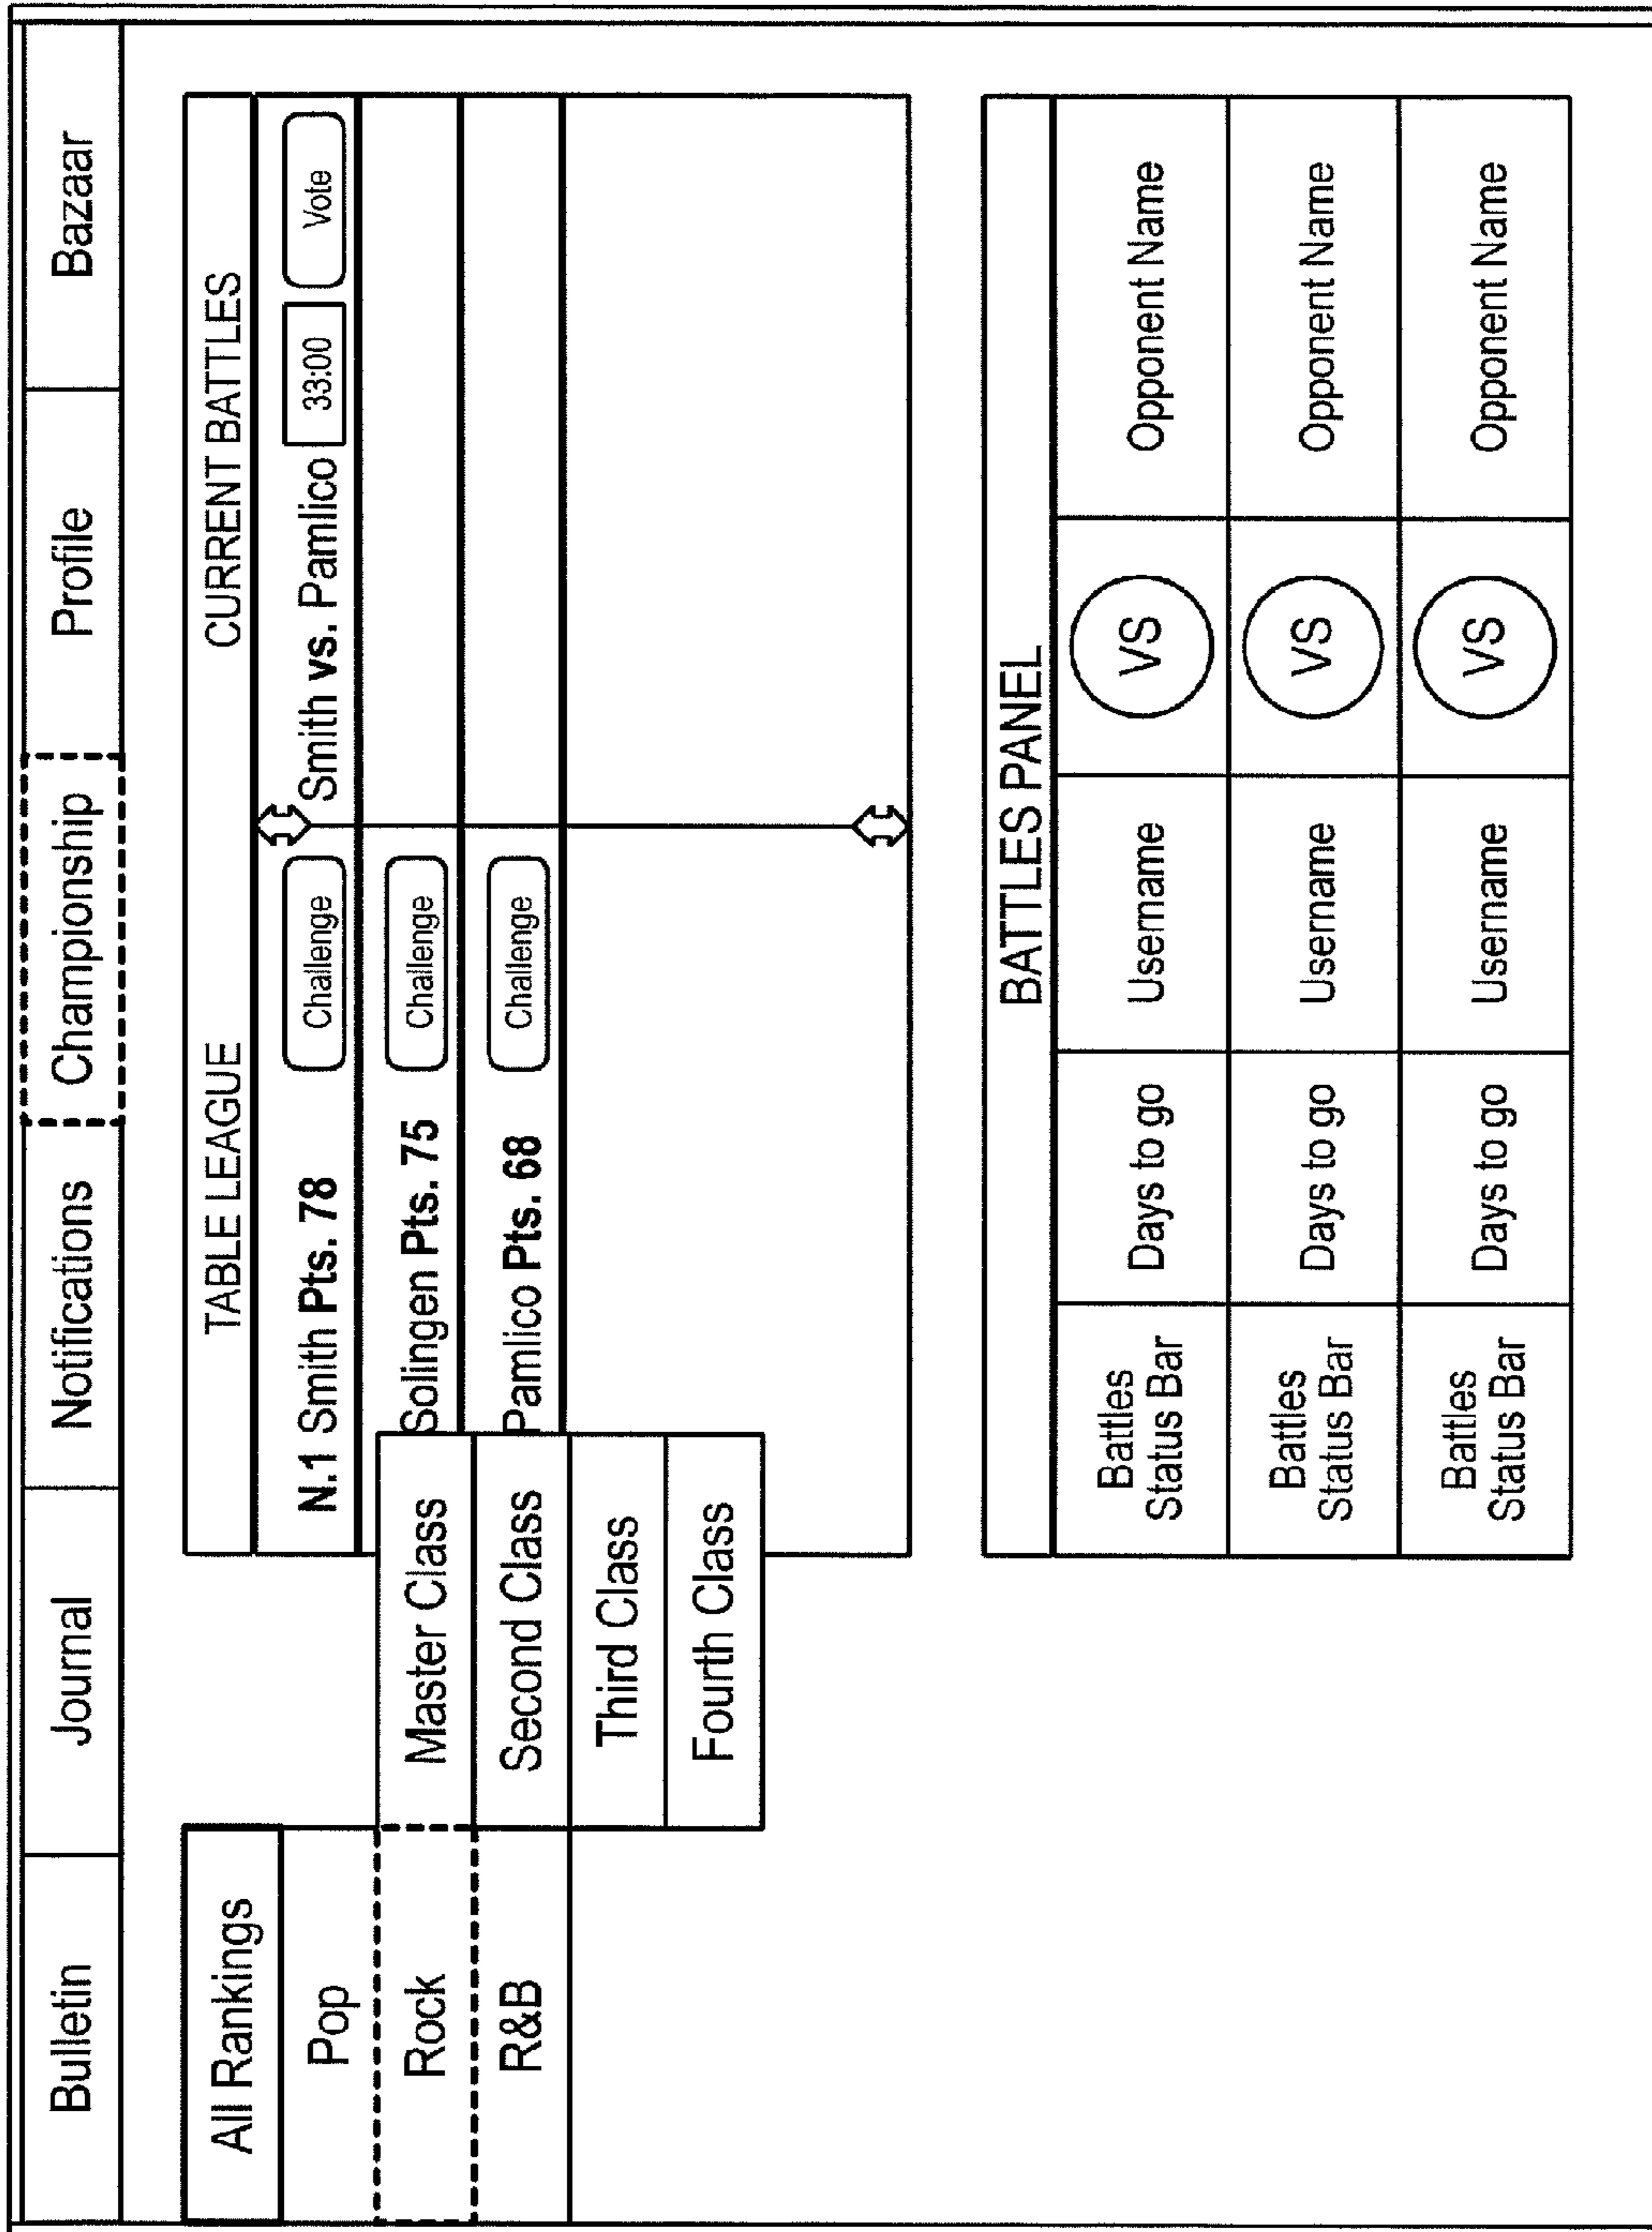 Bulletin
Journal
Notifications
Championship
Profile
Bazaar
All Rankings
Pop
Rock
R&B
Master Class
Second Class
Third Class
Fourth Class
TABLE LEAGUE
CURRENT BATTLES
N.1 Smith Pts. 78
Challenge
Smith vs. Pamlico
33:00
Vote
Solingen Pts. 75
Challenge
Pamlico Pts. 68
Challenge
BATTLES PANEL
Battles
Status Bar
Days to go
Username
VS
Opponent Name
Battles
Status Bar
Days to go
Username
VS
Opponent Name
Battles
Status Bar
Days to go
Username
VS
Opponent Name